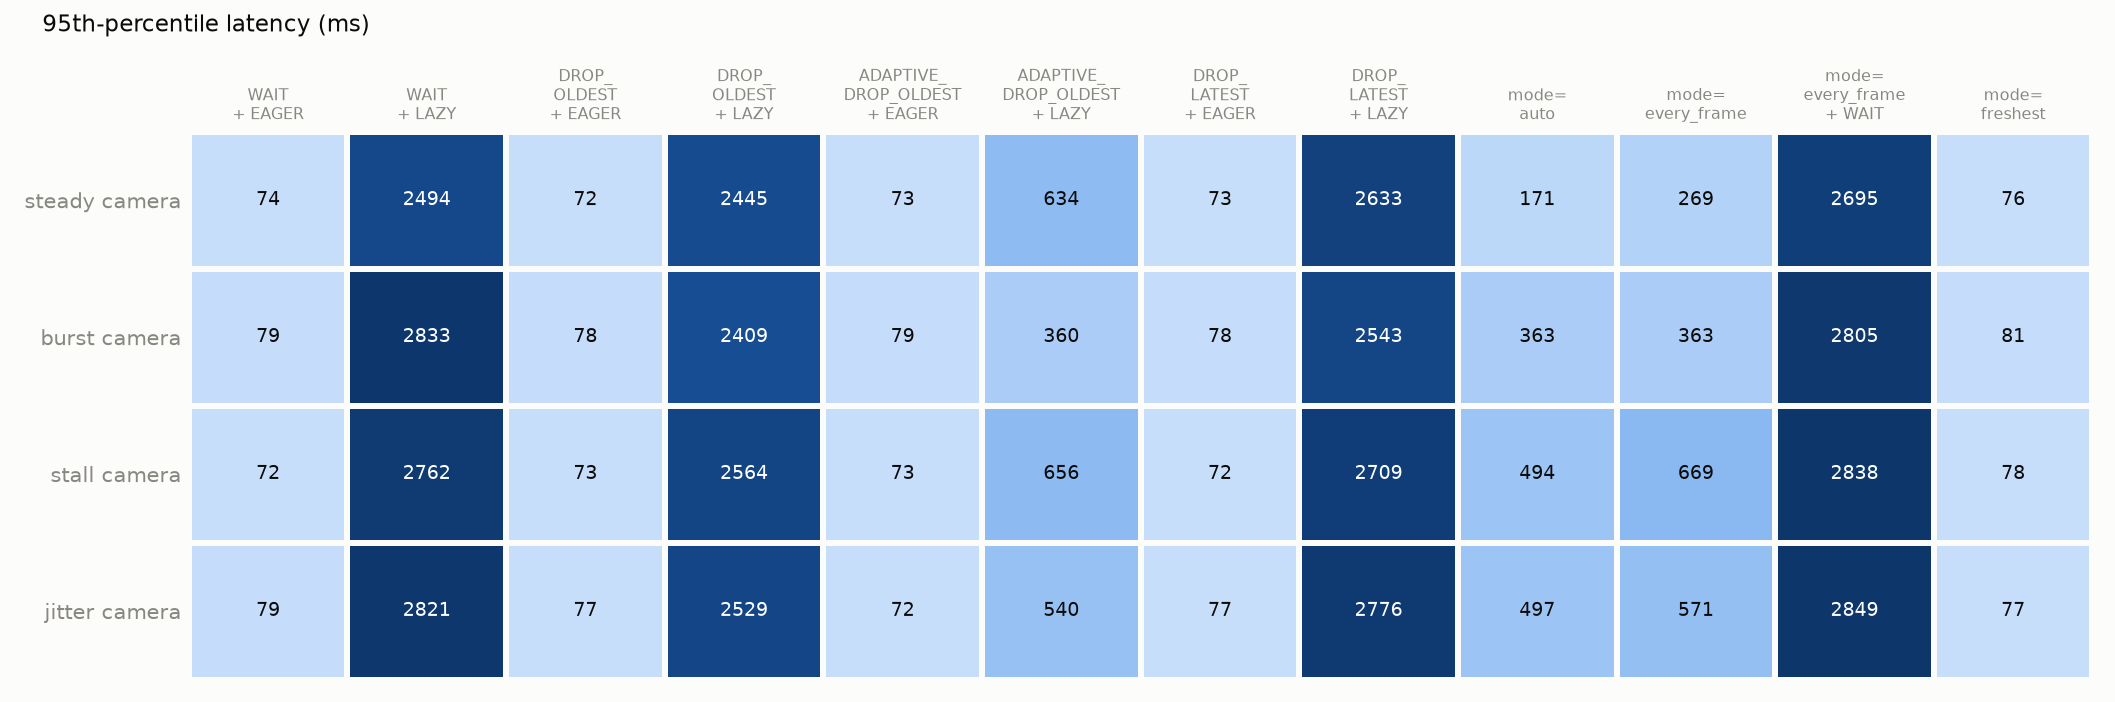 95th-percentile latency (ms)
WAIT
+ EAGER
WAIT
+ LAZY
DROP_
OLDEST
+ EAGER
DROP_
OLDEST
+ LAZY
ADAPTIVE_
DROP_OLDEST
+ EAGER
ADAPTIVE_
DROP_OLDEST
+ LAZY
DROP_
LATEST
+ EAGER
DROP_
LATEST
+ LAZY
mode=
auto
mode=
every_frame
mode=
every_frame
+ WAIT
mode=
freshest
steady camera 74 2494 72 2445 73 634 73 2633 171 269 2695 76
burst camera 79 2833 78 2409 79 360 78 2543 363 363 2805 81
stall camera 72 2762 73 2564 73 656 72 2709 494 669 2838 78
jitter camera 79 2821 77 2529 72 540 77 2776 497 571 2849 77